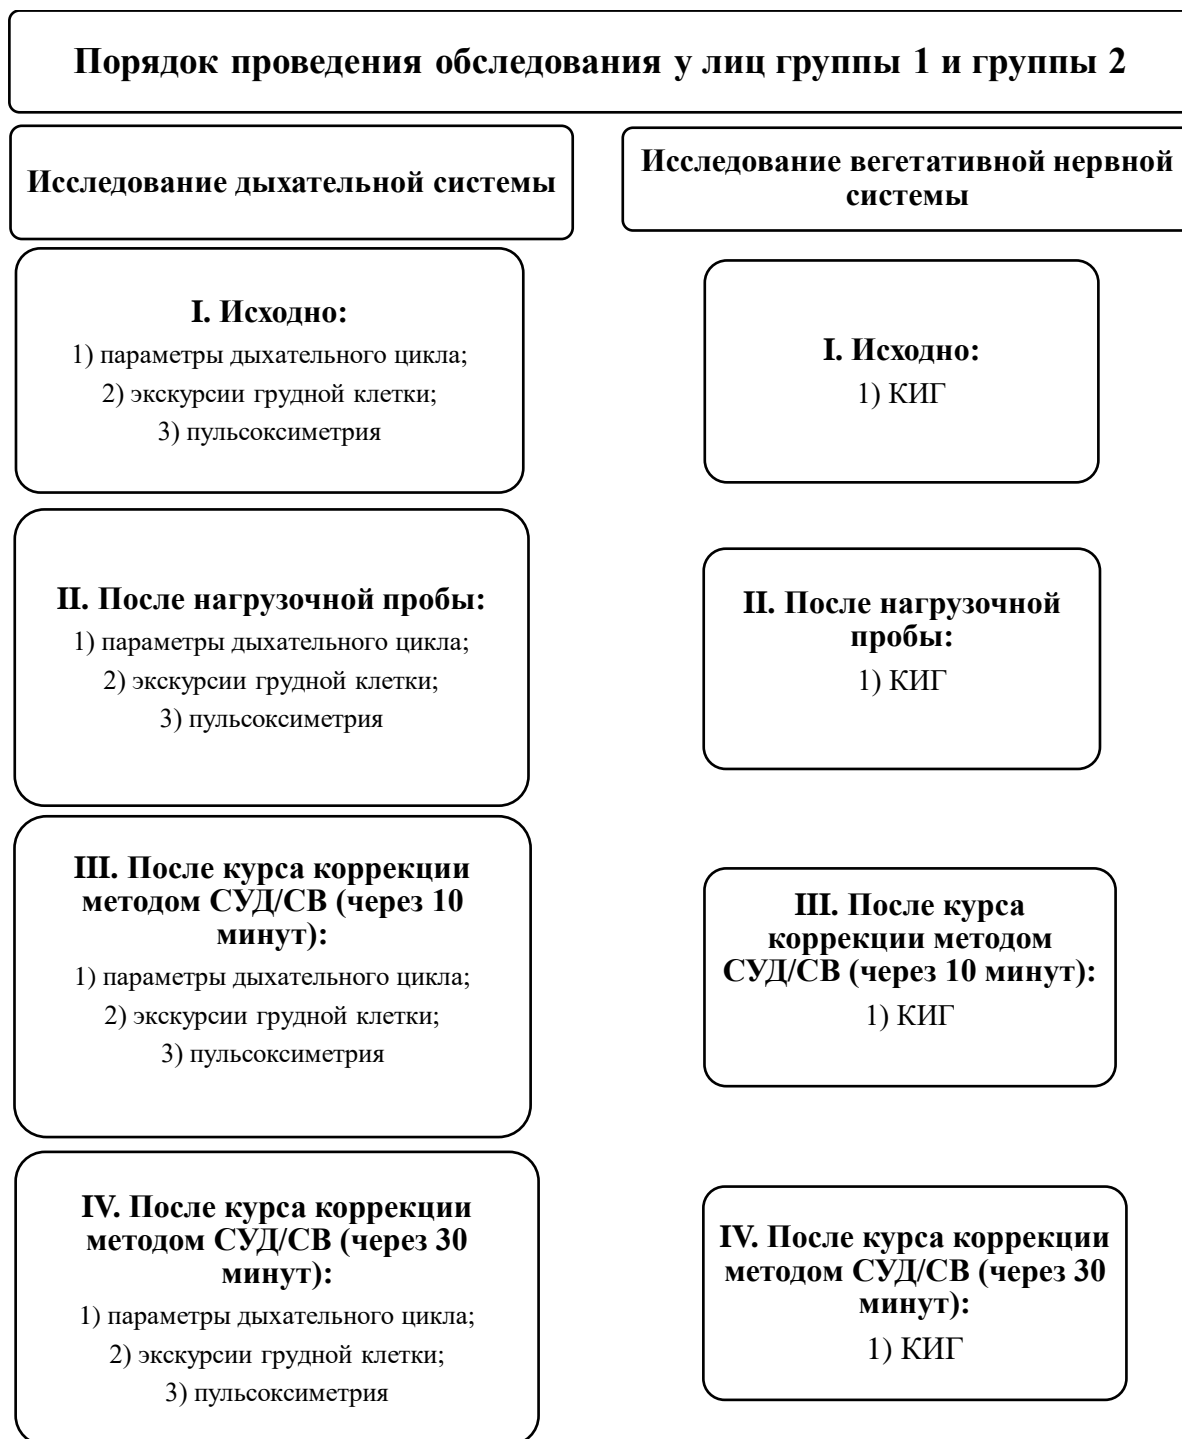 Порядок проведения обследования у лиц группы 1 и группы 2
Исследование дыхательной системы
I. Исходно:
1) параметры дыхательного цикла;
2) экскурсии грудной клетки;
3) пульсоксиметрия
II. После нагрузочной пробы:
1) параметры дыхательного цикла;
2) экскурсии грудной клетки;
3) пульсоксиметрия
III. После курса коррекции
методом СУД/СВ (через 10
минут):
1) параметры дыхательного цикла;
2) экскурсии грудной клетки;
3) пульсоксиметрия
IV. После курса коррекции
методом СУД/СВ (через 30
минут):
1) параметры дыхательного цикла;
2) экскурсии грудной клетки;
3) пульсоксиметрия
Исследование вегетативной нервной
системы
I. Исходно:
1) КИГ
II. После нагрузочной
пробы:
1) КИГ
III. После курса
коррекции методом
СУД/СВ (через 10 минут):
1) КИГ
IV. После курса коррекции
методом СУД/СВ (через 30
минут):
1) КИГ